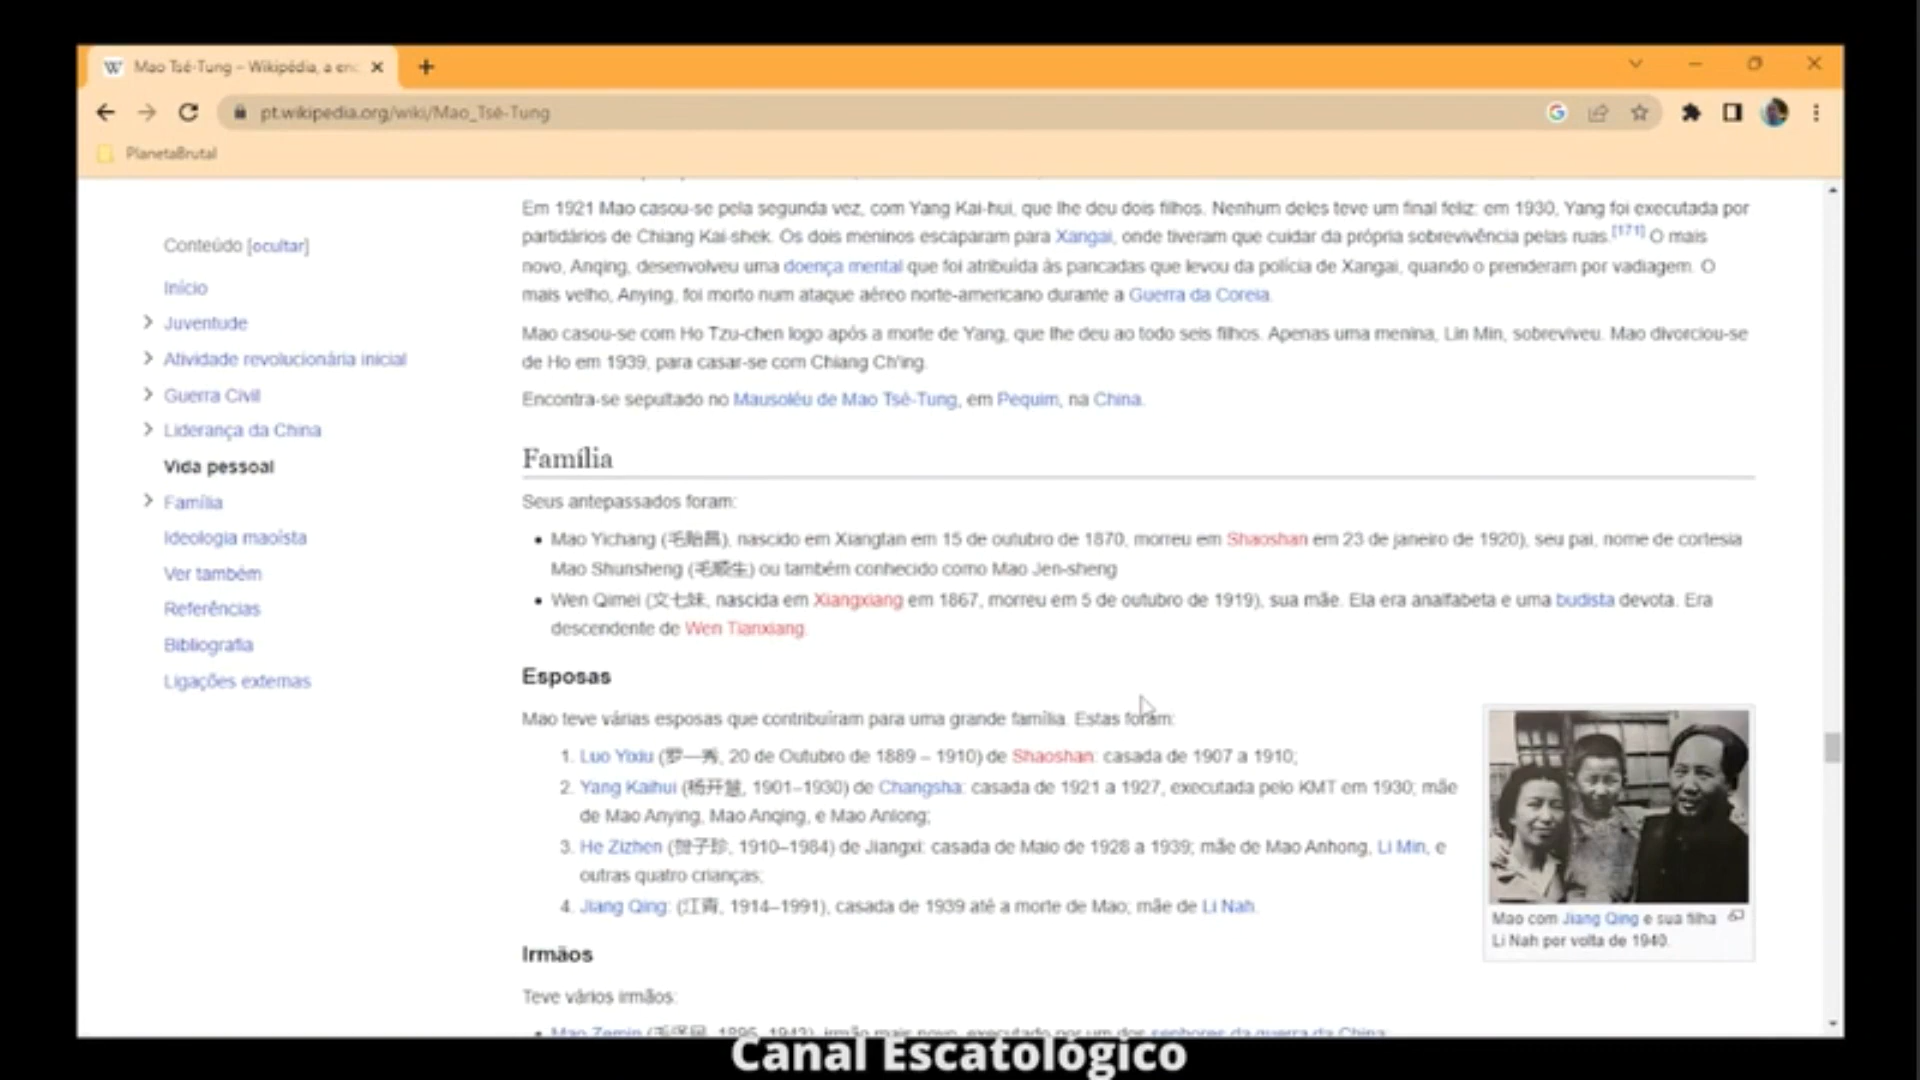 Mao Tsé-Tung – Wikipédia, a enc
pt.wikipedia.org/wiki/Mao_Tsé-Tung
PlanetaBrutal
Conteúdo [ocultar]
Início
Juventude
Atividade revolucionária inicial
Guerra Civil
Liderança da China
Vida pessoal
Família
Ideologia maoísta
Ver também
Referências
Bibliografia
Ligações externas
Em 1921 Mao casou-se pela segunda vez, com Yang Kai-hui, que lhe deu dois filhos. Nenhum deles teve um final feliz: em 1930, Yang foi executada por
partidários de Chiang Kai-shek. Os dois meninos escaparam para Xangai, onde tiveram que cuidar da própria sobrevivência pelas ruas.[171] O mais
novo, Anqing, desenvolveu uma doença mental que foi atribuída às pancadas que levou da polícia de Xangai, quando o prenderam por vadiagem. O
mais velho, Anying, foi morto num ataque aéreo norte-americano durante a Guerra da Coreia.
Mao casou-se com Ho Tzu-chen logo após a morte de Yang, que lhe deu ao todo seis filhos. Apenas uma menina, Lin Min, sobreviveu. Mao divorciou-se
de Ho em 1939, para casar-se com Chiang Ch'ing.
Encontra-se sepultado no Mausoléu de Mao Tsé-Tung, em Pequim, na China.
Família
Seus antepassados foram:
• Mao Yichang (毛貽昌), nascido em Xiangtan em 15 de outubro de 1870, morreu em Shaoshan em 23 de janeiro de 1920), seu pai, nome de cortesia
Mao Shunsheng (毛顺生) ou também conhecido como Mao Jen-sheng
• Wen Qimei (文七妹, nascida em Xiangxiang em 1867, morreu em 5 de outubro de 1919), sua mãe. Ela era analfabeta e uma budista devota. Era
descendente de Wen Tianxiang.
Esposas
Mao teve várias esposas que contribuíram para uma grande família. Estas foram:
1. Luo Yixiu (罗一秀, 20 de Outubro de 1889 – 1910) de Shaoshan: casada de 1907 a 1910;
2. Yang Kaihui (杨开慧, 1901–1930) de Changsha: casada de 1921 a 1927, executada pelo KMT em 1930; mãe
de Mao Anying, Mao Anqing, e Mao Anlong;
3. He Zizhen (贺子珍, 1910–1984) de Jiangxi: casada de Maio de 1928 a 1939; mãe de Mao Anhong, Li Min, e
outras quatro crianças;
4. Jiang Qing: (江青, 1914–1991), casada de 1939 até a morte de Mao; mãe de Li Nah.
Mao com Jiang Qing e sua filha
Li Nah por volta de 1940.
Irmãos
Teve vários irmãos:
• Mao Zemin (毛泽民, 1895–1943), irmão mais novo, executado por um dos senhores da guerra da China;
Canal Escatológico